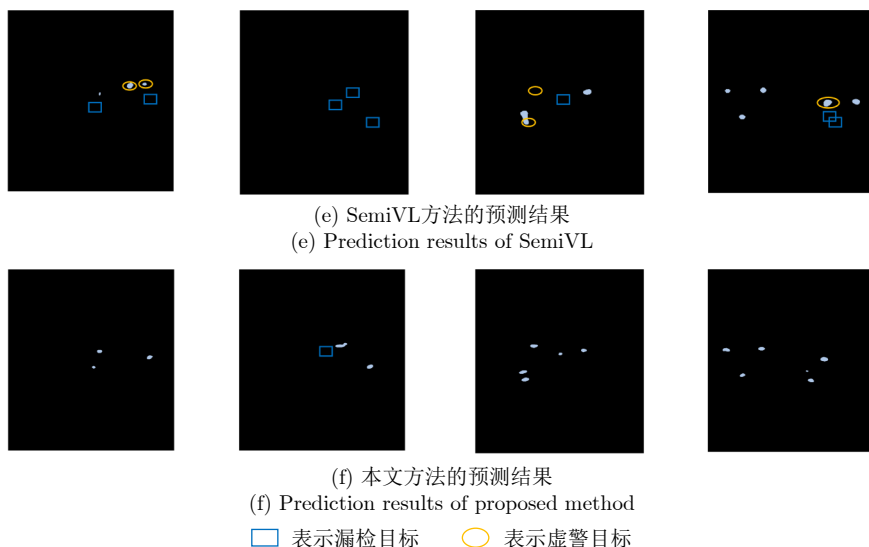 (e) SemiVL方法的预测结果
(e) Prediction results of SemiVL
(f) 本文方法的预测结果
(f) Prediction results of proposed method
表示漏检目标 表示虚警目标